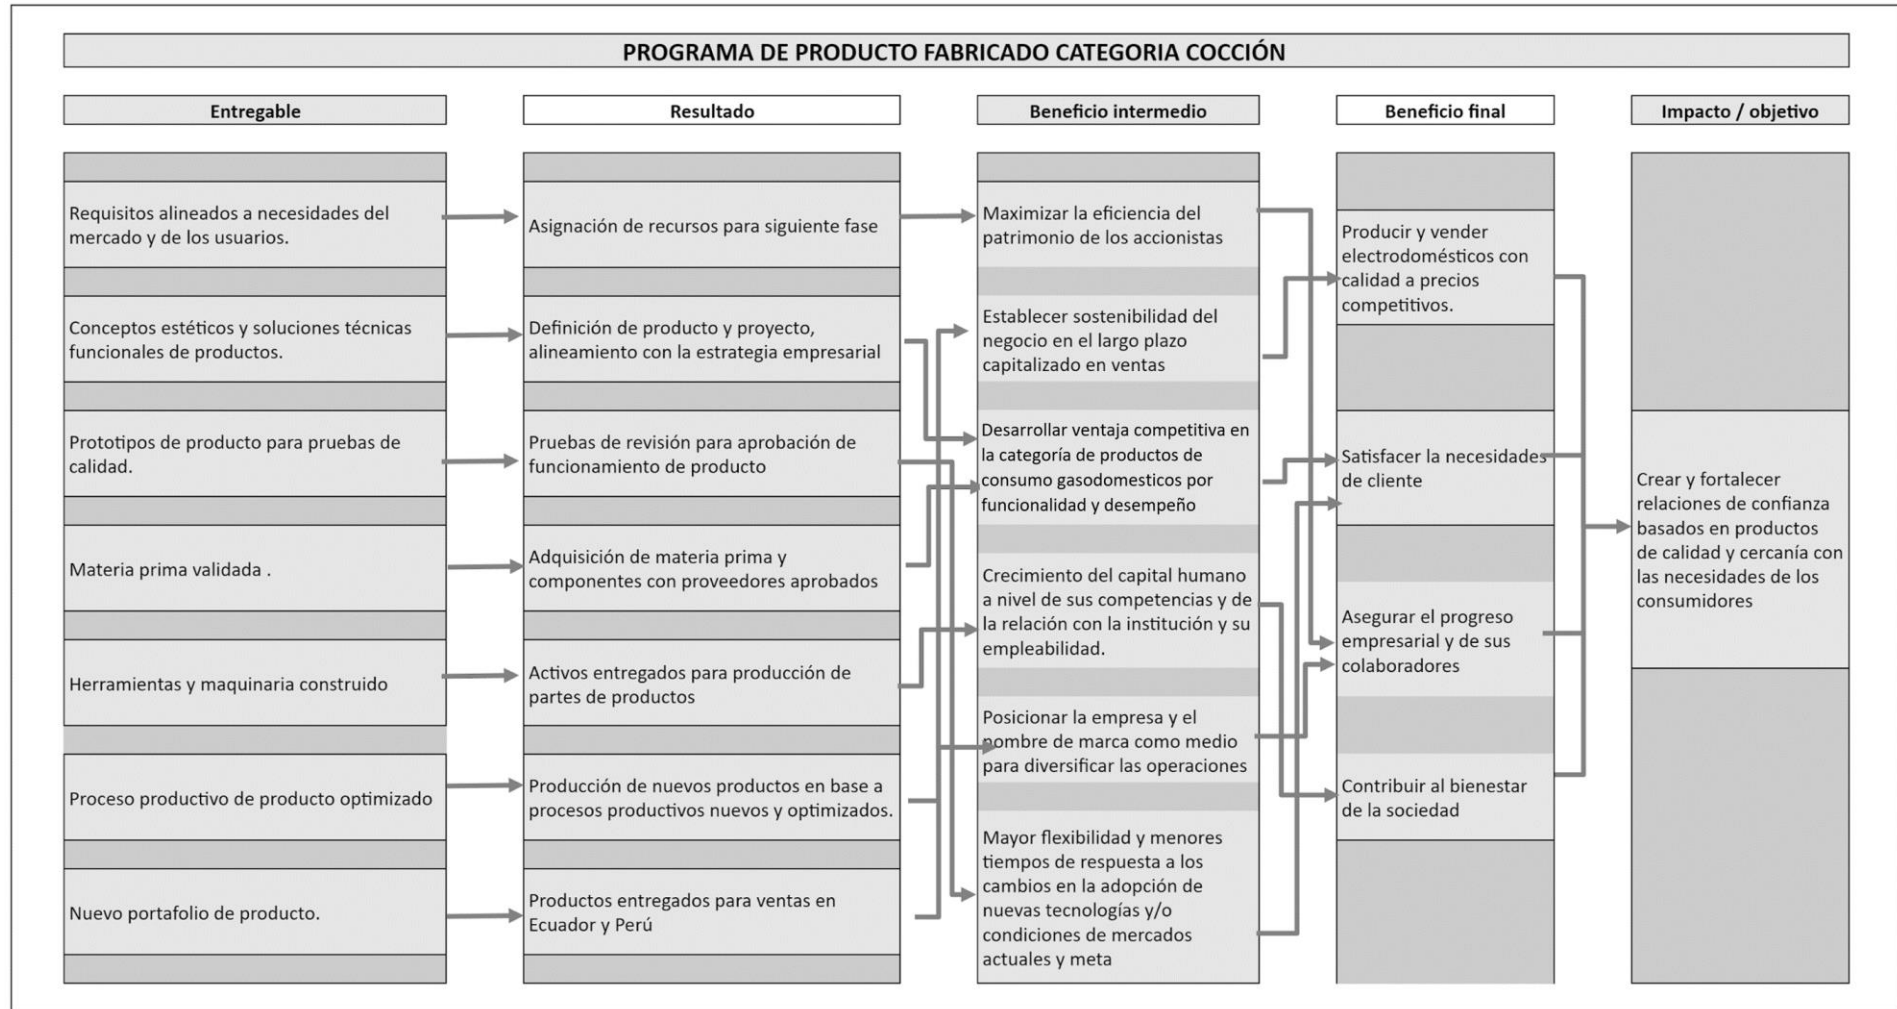 PROGRAMA DE PRODUCTO FABRICADO CATEGORIA COCCIÓN
Entregable
Resultado
Beneficio intermedio
Beneficio final
Impacto / objetivo
Requisitos alineados a necesidades del
mercado y de los usuarios.
Conceptos estéticos y soluciones técnicas
funcionales de productos.
Prototipos de producto para pruebas de
calidad.
Materia prima validada .
Herramientas y maquinaria construido
Proceso productivo de producto optimizado
Nuevo portafolio de producto.
Asignación de recursos para siguiente fase
Definición de producto y proyecto,
alineamiento con la estrategia empresarial
Pruebas de revisión para aprobación de
funcionamiento de producto
Adquisición de materia prima y
componentes con proveedores aprobados
Activos entregados para producción de
partes de productos
Producción de nuevos productos en base a
procesos productivos nuevos y optimizados.
Productos entregados para ventas en
Ecuador y Perú
Maximizar la eficiencia del
patrimonio de los accionistas
Establecer sostenibilidad del
negocio en el largo plazo
capitalizado en ventas
Desarrollar ventaja competitiva en
la categoría de productos de
consumo gasodomesticos por
funcionalidad y desempeño
Crecimiento del capital humano
a nivel de sus competencias y de
la relación con la institución y su
empleabilidad.
Posicionar la empresa y el
nombre de marca como medio
para diversificar las operaciones
Mayor flexibilidad y menores
tiempos de respuesta a los
cambios en la adopción de
nuevas tecnologías y/o
condiciones de mercados
actuales y meta
Producir y vender
electrodomésticos con
calidad a precios
competitivos.
Satisfacer la necesidades
de cliente
Asegurar el progreso
empresarial y de sus
colaboradores
Contribuir al bienestar
de la sociedad
Crear y fortalecer
relaciones de confianza
basados en productos
de calidad y cercanía con
las necesidades de los
consumidores